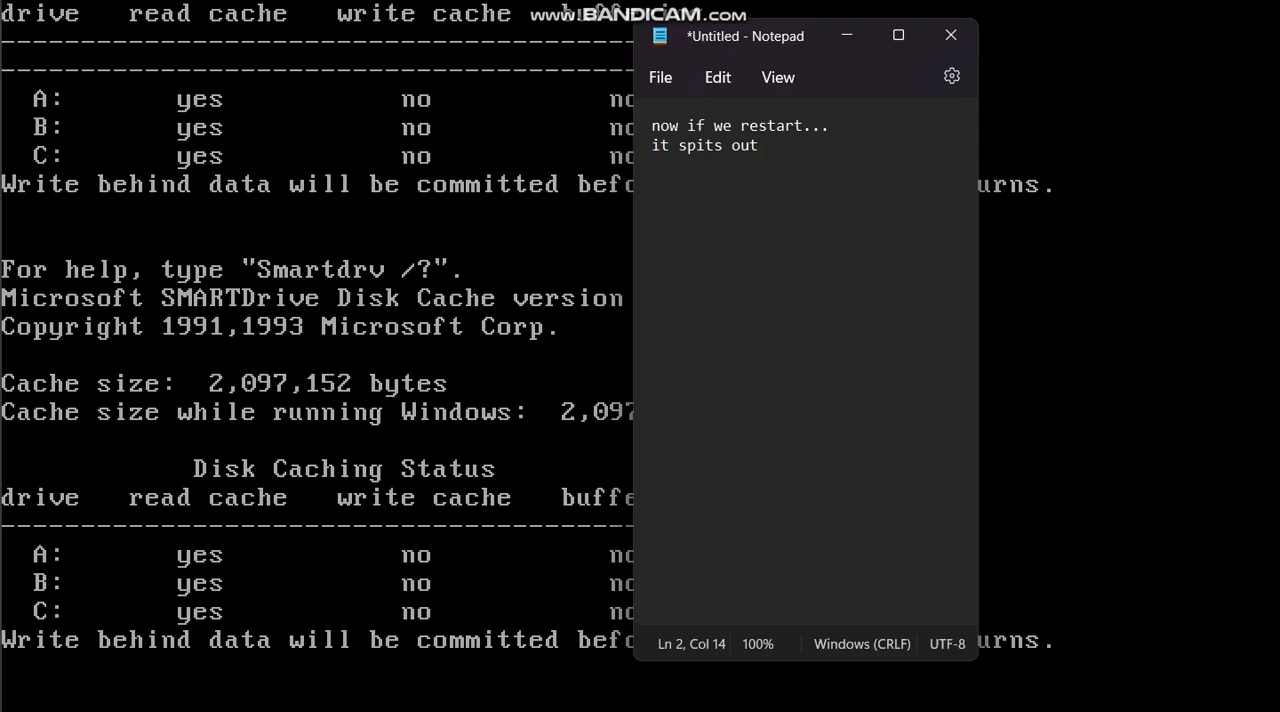 drive read cache write cache buffering
www.BANDICAM.com
*Untitled - Notepad
File Edit View
now if we restart...
it spits out
A: yes no no
B: yes no no
C: yes no no
Write behind data will be committed urns.
For help, type "Smartdrv /?".
Microsoft SMARTDrive Disk Cache version
Copyright 1991,1993 Microsoft Corp.
Cache size: 2,097,152 bytes
Cache size while running Windows: 2,097
Disk Caching Status
drive read cache write cache buffe
A: yes no no
B: yes no no
C: yes no no
Write behind data will be committed befo urns.
Ln 2, Col 14 100% Windows (CRLF) UTF-8